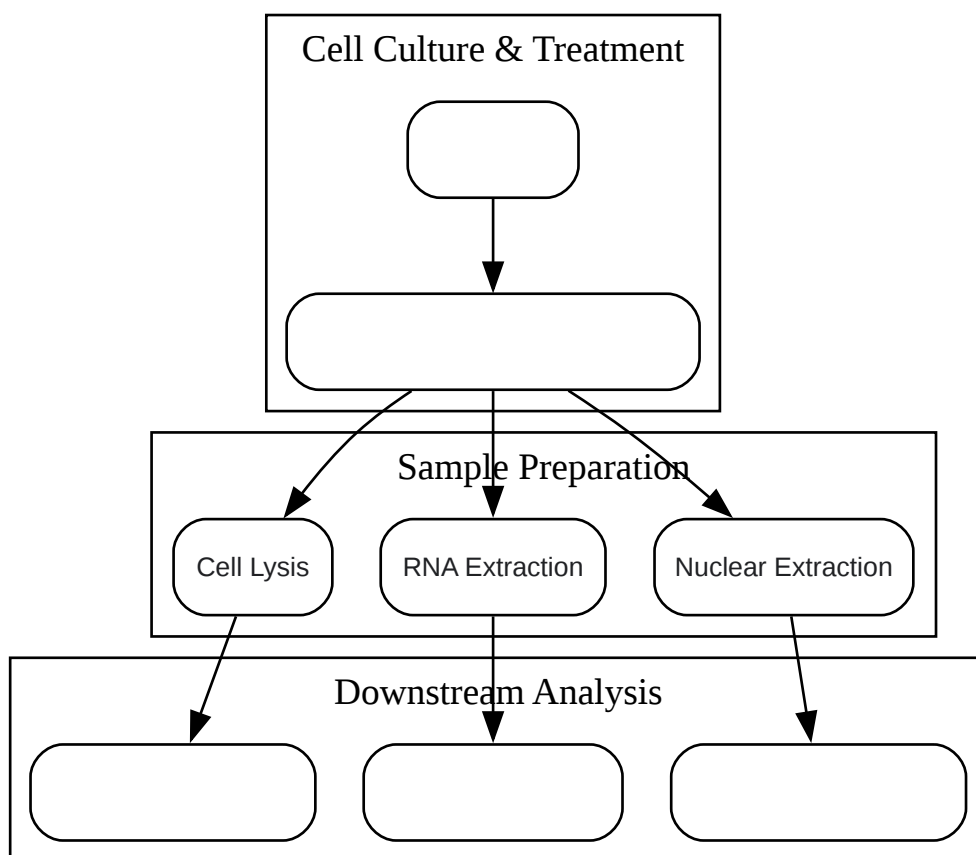 Cell Culture & Treatment
Sample Preparation
Cell Lysis
RNA Extraction
Nuclear Extraction
Downstream Analysis